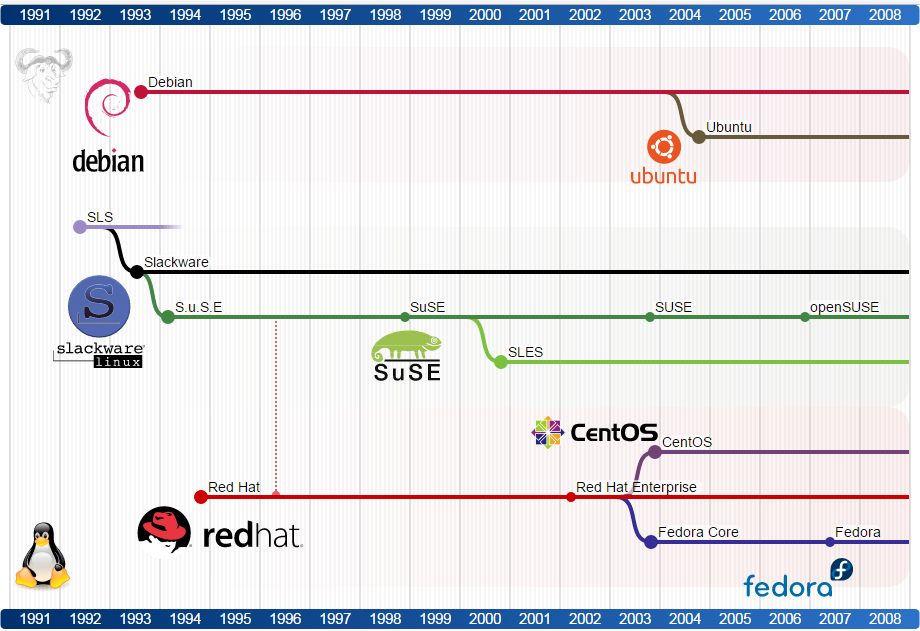 1991 1992 1993 1994 1995 1996 1997 1998 1999 2000 2001 2002 2003 2004 2005 2006 2007 2008
Debian
debian
Ubuntu
ubuntu
SLS
Slackware
S
slackware
linux
S.u.S.E
SuSE
SUSE
openSUSE
SuSE
SLES
CentOS
CentOS
Red Hat
Red Hat Enterprise
redhat.
Fedora Core
Fedora
f
fedora
1991 1992 1993 1994 1995 1996 1997 1998 1999 2000 2001 2002 2003 2004 2005 2006 2007 2008